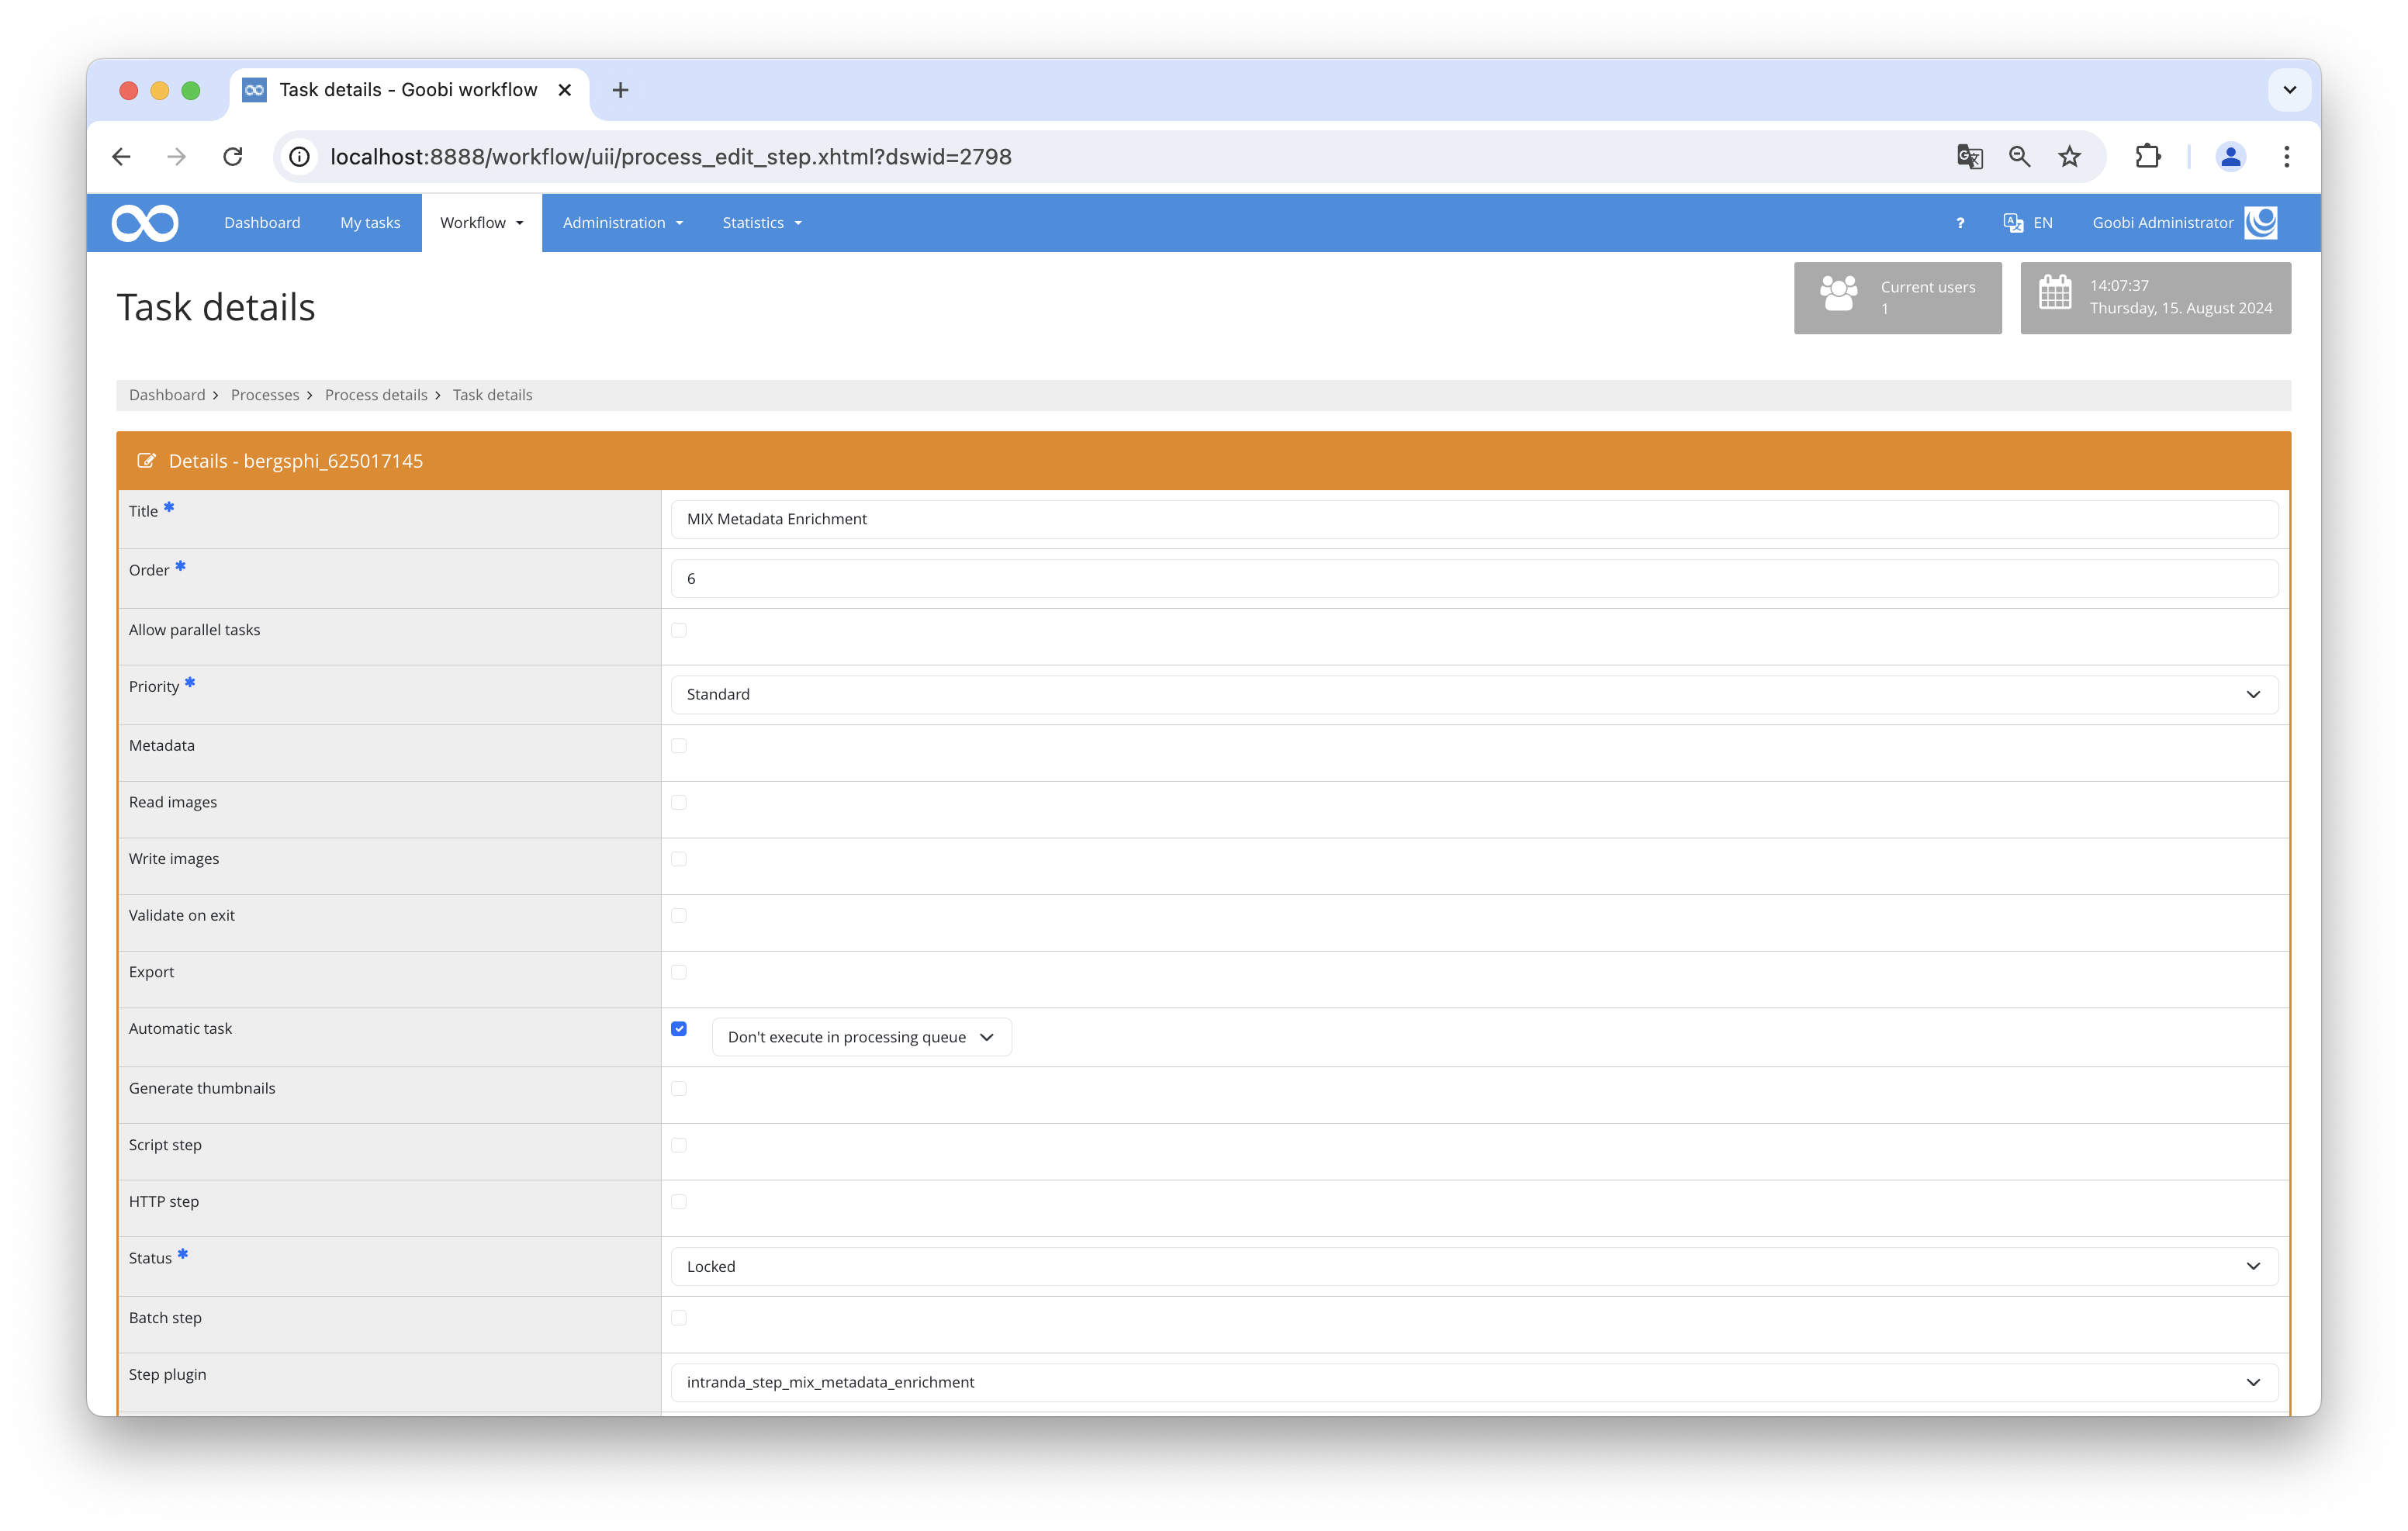 Task details - Goobi workflow
localhost:8888/workflow/uii/process_edit_step.xhtml?dswid=2798
Dashboard My tasks Workflow Administration Statistics ? EN Goobi Administrator
Task details
Current users
1
14:07:37
Thursday, 15. August 2024
Dashboard > Processes > Process details > Task details
Details - bergsphi_625017145
Title * MIX Metadata Enrichment
Order * 6
Allow parallel tasks
Priority * Standard
Metadata
Read images
Write images
Validate on exit
Export
Automatic task Don't execute in processing queue
Generate thumbnails
Script step
HTTP step
Status * Locked
Batch step
Step plugin intranda_step_mix_metadata_enrichment